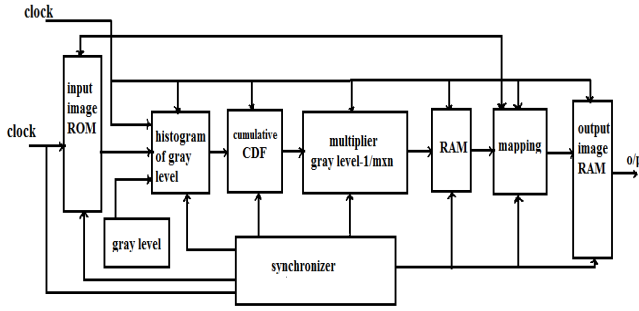 clock
clock
input
image
ROM
histogram
of gray
level
cumulative
CDF
multiplier
gray level-1/mxn
RAM
mapping
output
image
RAM
o/p
gray level
synchronizer